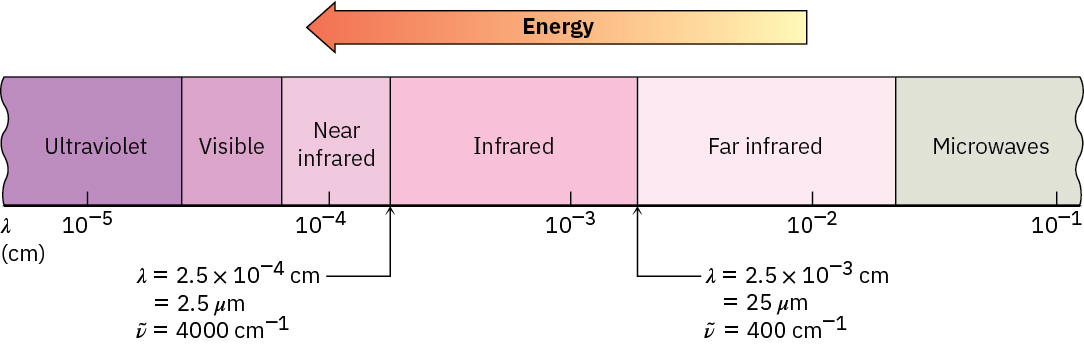 Energy
Ultraviolet
Visible
Near
infrared
Infrared
Far infrared
Microwaves
λ
(cm)
10⁻⁵
10⁻⁴
10⁻³
10⁻²
10⁻¹
λ = 2.5 × 10⁻⁴ cm
= 2.5 μm
ν̃ = 4000 cm⁻¹
λ = 2.5 × 10⁻³ cm
= 25 μm
ν̃ = 400 cm⁻¹